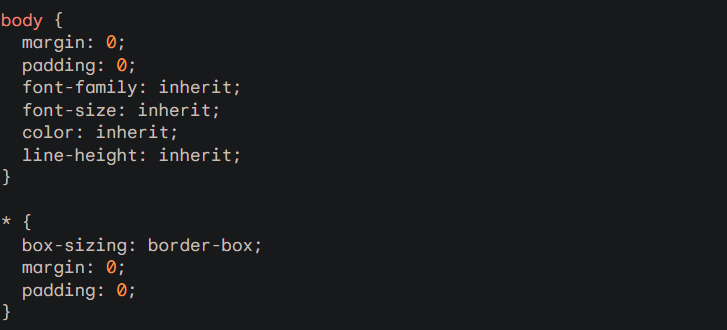 body {
  margin: 0;
  padding: 0;
  font-family: inherit;
  font-size: inherit;
  color: inherit;
  line-height: inherit;
}

* {
  box-sizing: border-box;
  margin: 0;
  padding: 0;
}